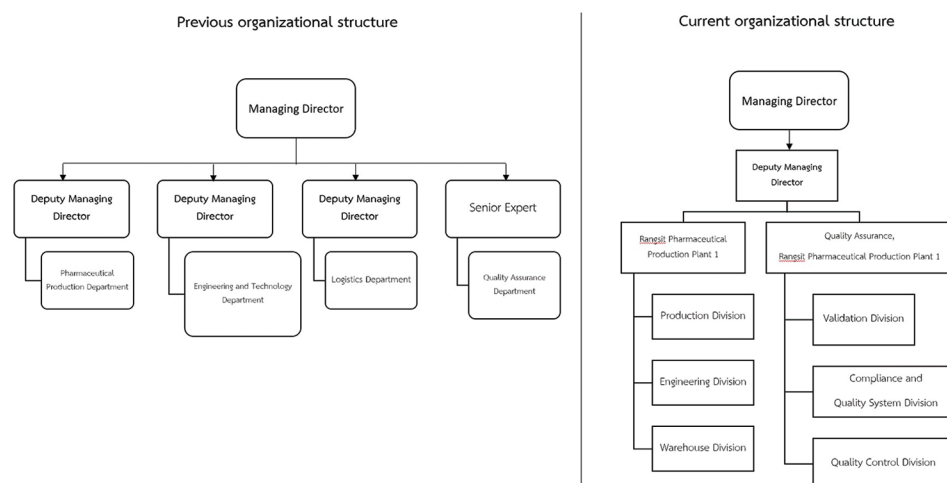 Previous organizational structure
Managing Director
Deputy Managing
Director
Deputy Managing
Director
Deputy Managing
Director
Senior Expert
Pharmaceutical
Production Department
Engineering and Technology
Department
Logistics Department
Quality Assurance
Department
Current organizational structure
Managing Director
Deputy Managing
Director
Rangsit Pharmaceutical
Production Plant 1
Production Division
Engineering Division
Warehouse Division
Quality Assurance,
Rangsit Pharmaceutical Production Plant 1
Validation Division
Compliance and
Quality System Division
Quality Control Division